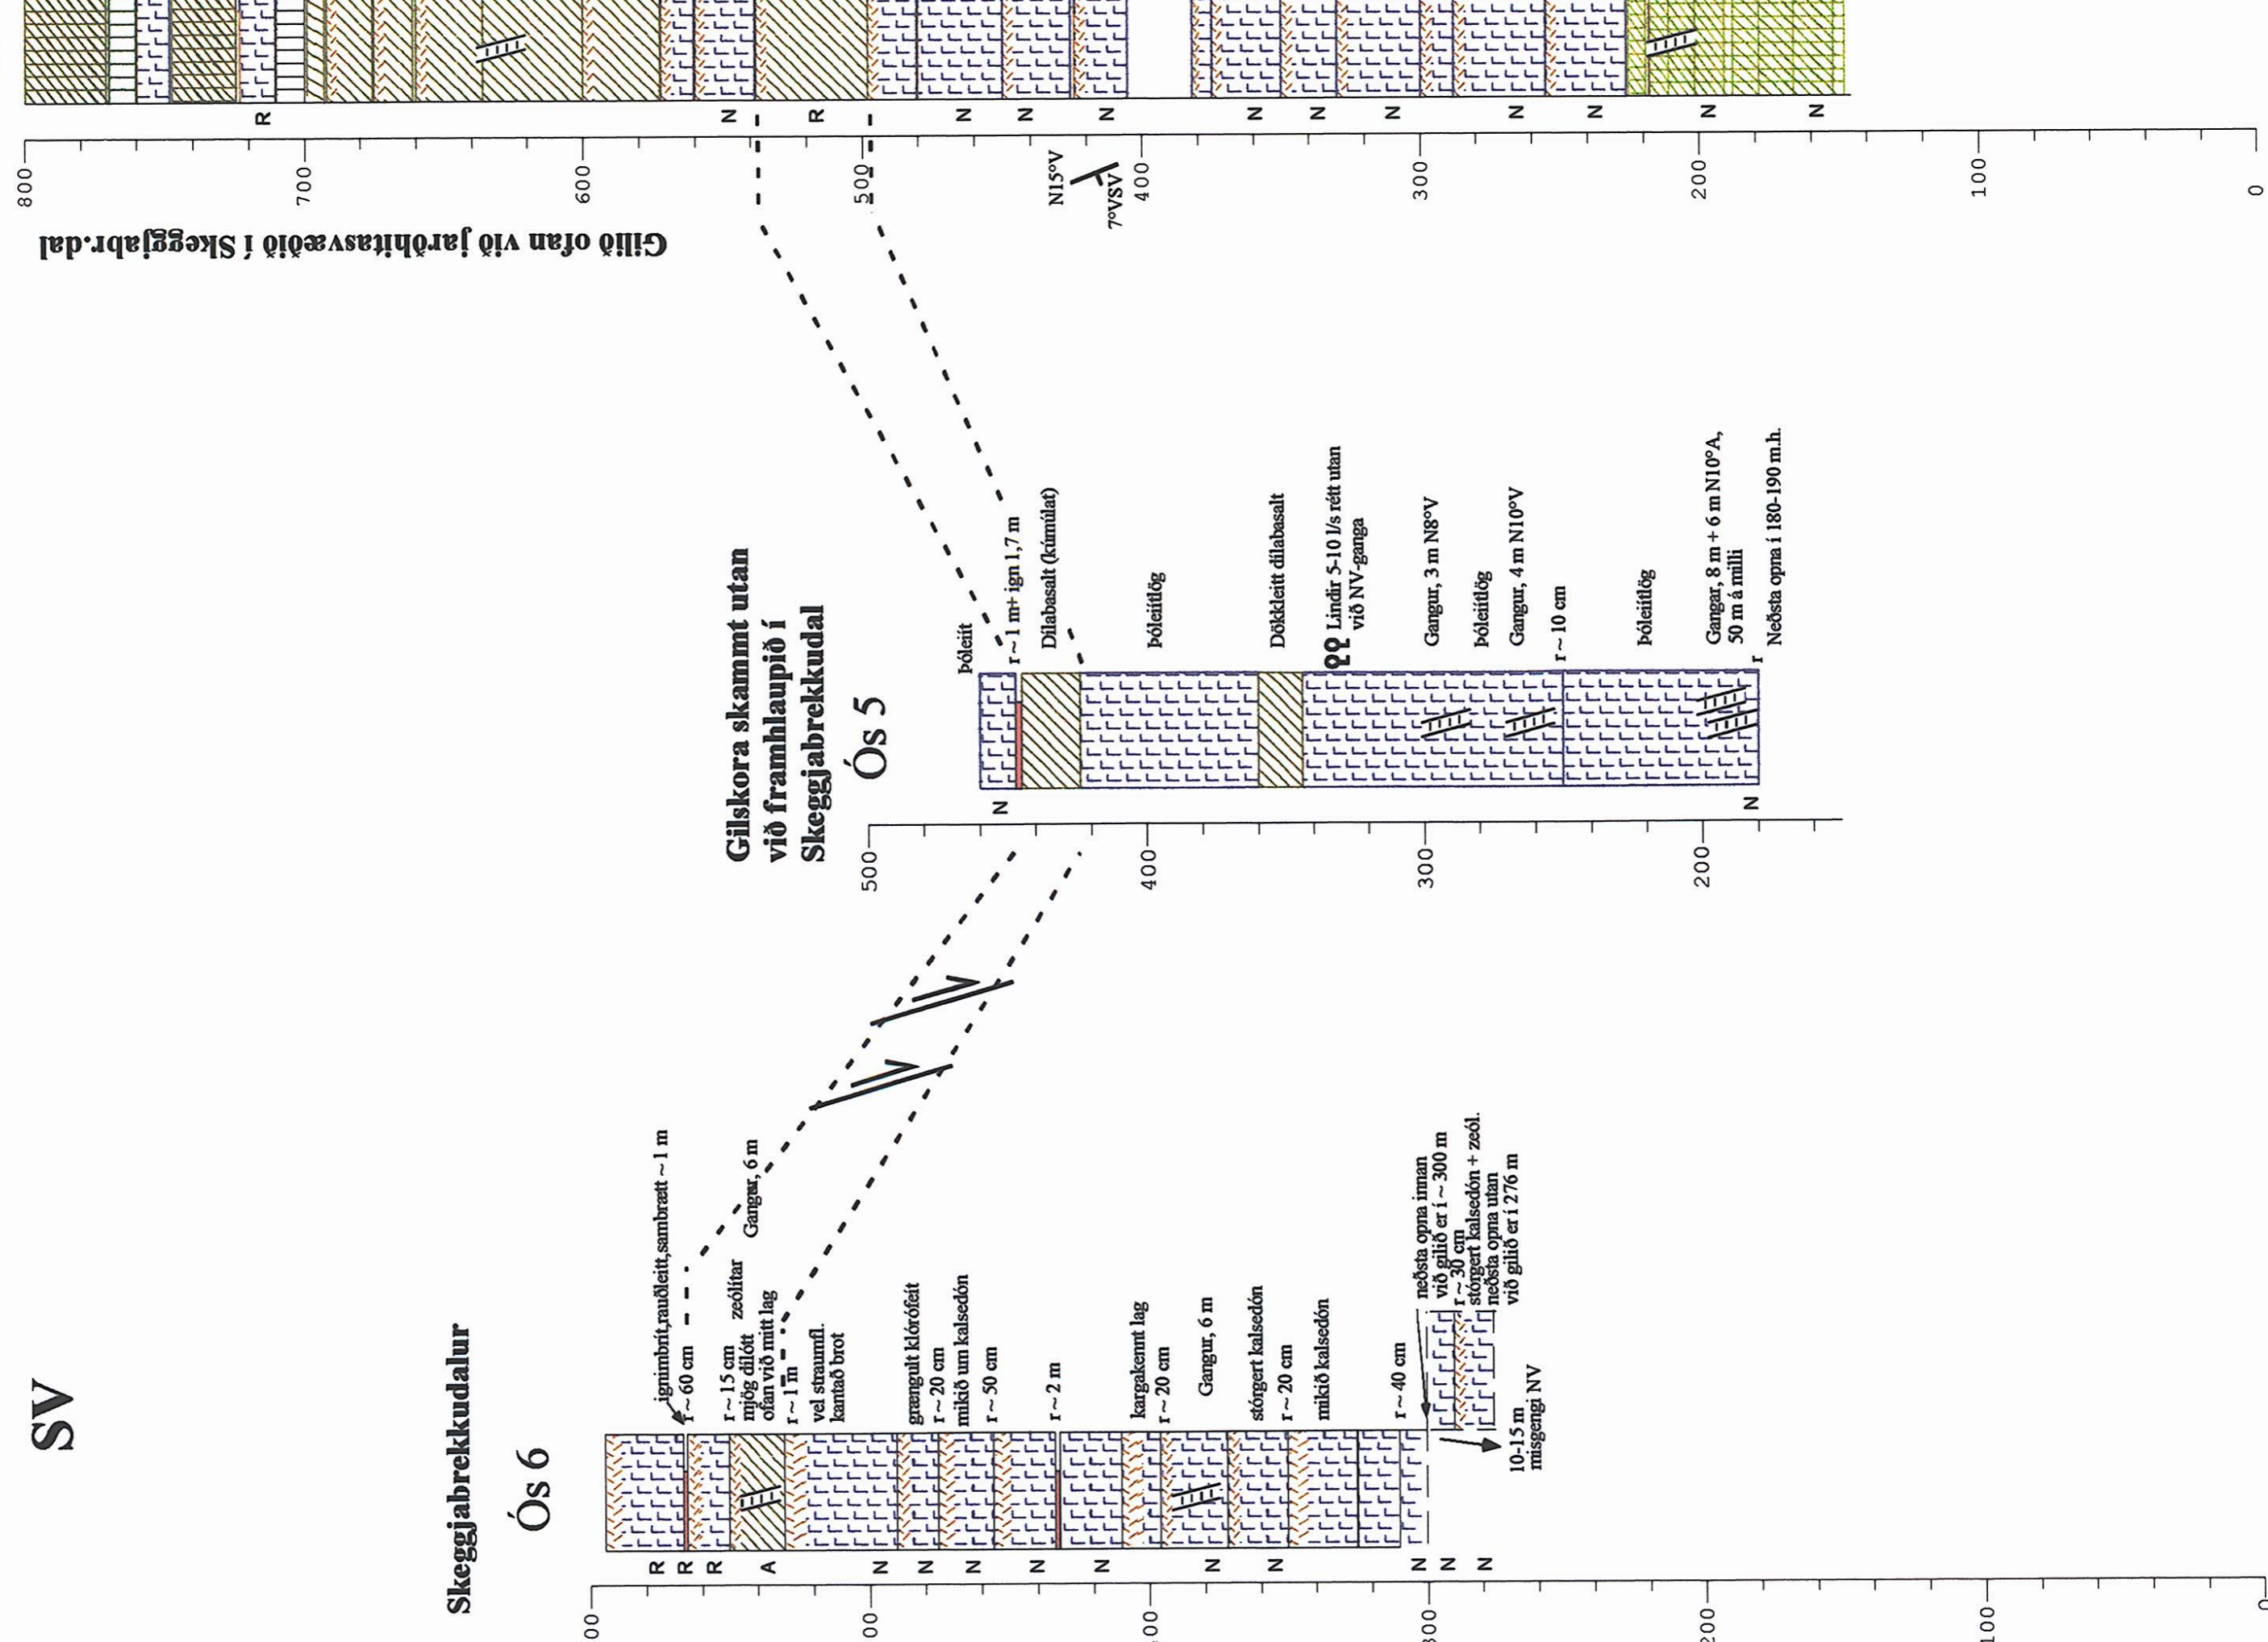 SV
Skeggjabrekkudalur
Ós 6
ignimbrít,rauðleitt,sambrætt ~ 1 m
r ~ 60 cm
r ~ 15 cm
zeólítar
Gangur, 6 m
mjög dílótt
ofan við mitt lag
r ~ 1 m
vel straumfl.
kantað brot
grængult klórófeít
r ~ 20 cm
mikið um kalsedón
r ~ 50 cm
r ~ 2 m
kargakennt lag
r ~ 20 cm
Gangur, 6 m
stórgert kalsedón
r ~ 20 cm
mikið kalsedón
r ~ 40 cm
neðsta opna innan
við gilið er í ~ 300 m
r ~ 30 cm
stórgert kalsedón + zeól.
neðsta opna utan
við gilið er í 276 m
10-15 m
misgengi NV
R
R
R
A
N
N
N
N
N
N
N
N
N
N
00
00
00
300
200
100
0
Gilskora skammt utan
við framhlaupið í
Skeggjabrekkudal
Ós 5
Þóleiít
r ~ 1 m+ ign 1,7 m
Dílabasalt (kúmúlat)
Þóleiítlög
Dökkleitt dílabasalt
Lindir 5-10 l/s rétt utan
við NV-ganga
Gangur, 3 m N8°V
Þóleiítlög
Gangur, 4 m N10°V
r ~ 10 cm
Þóleiítlög
Gangar, 8 m + 6 m N10°A,
50 m á milli
r
Neðsta opna í 180-190 m.h.
N
N
500
400
300
200
Gilið ofan við jarðhitasvæðið í Skeggjabr.dal
800
700
600
500
400
300
200
100
0
N15°V
7°VSV
R
N
R
N
N
N
N
N
N
N
N
N
N